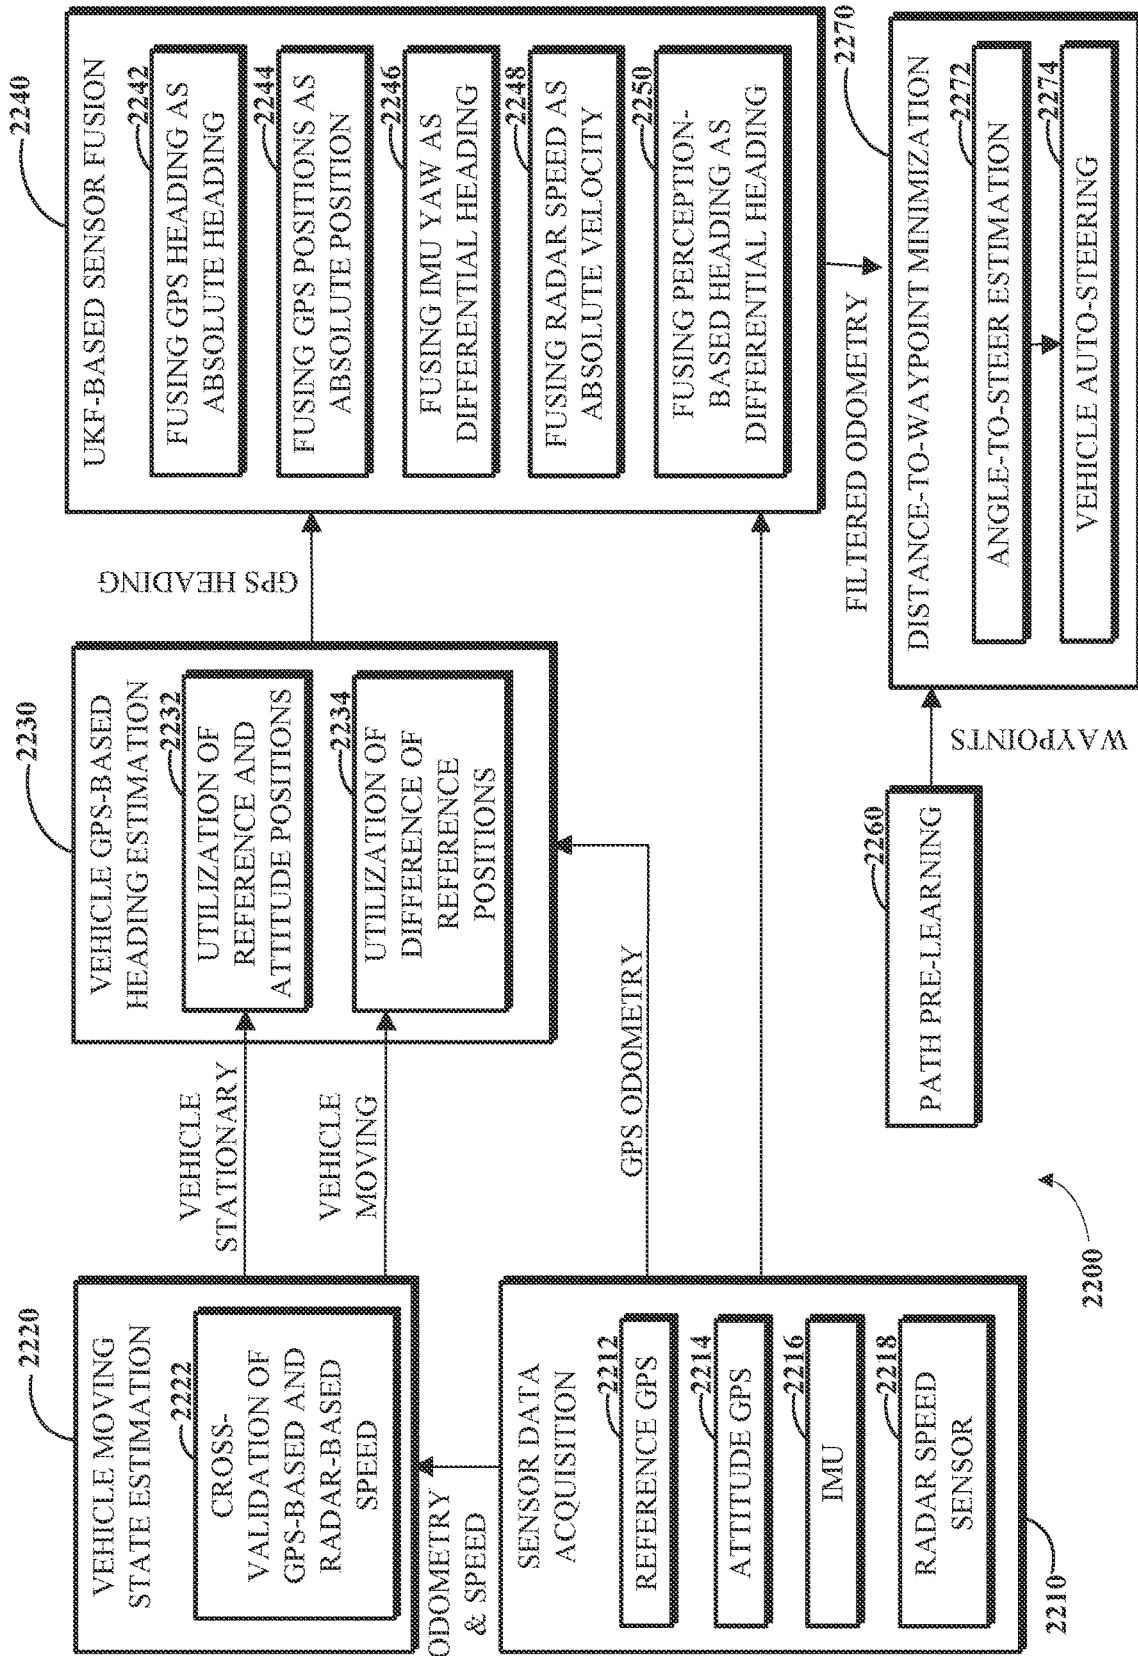 2220
VEHICLE MOVING
STATE ESTIMATION
2222
CROSS-
VALIDATION OF
GPS-BASED AND
RADAR-BASED
SPEED
ODOMETRY
& SPEED
SENSOR DATA
ACQUISITION
2212
REFERENCE GPS
2214
ATTITUDE GPS
2216
IMU
2218
RADAR SPEED
SENSOR
2210
VEHICLE
STATIONARY
VEHICLE
MOVING
GPS ODOMETRY
2230
VEHICLE GPS-BASED
HEADING ESTIMATION
2232
UTILIZATION OF
REFERENCE AND
ATTITUDE POSITIONS
2234
UTILIZATION OF
DIFFERENCE OF
REFERENCE
POSITIONS
GPS HEADING
2240
UKF-BASED SENSOR FUSION
2242
FUSING GPS HEADING AS
ABSOLUTE HEADING
2244
FUSING GPS POSITIONS AS
ABSOLUTE POSITION
2246
FUSING IMU YAW AS
DIFFERENTIAL HEADING
2248
FUSING RADAR SPEED AS
ABSOLUTE VELOCITY
2250
FUSING PERCEPTION-
BASED HEADING AS
DIFFERENTIAL HEADING
FILTERED ODOMETRY
2260
PATH PRE-LEARNING
WAYPOINTS
2270
DISTANCE-TO-WAYPOINT MINIMIZATION
2272
ANGLE-TO-STEER ESTIMATION
2274
VEHICLE AUTO-STEERING
2200